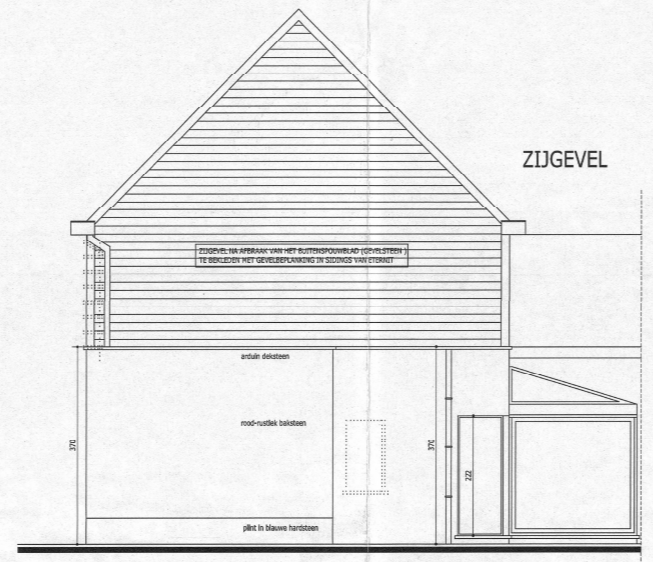 ZIJGEVEL
ZIJGEVEL NA AFBRAAK VAN HET BUITENSPOUWBLAD (GEVELSTEEN )
TE BEKLEDEN MET GEVELBEPLANKING IN SIDINGS VAN ETERNIT
arduin deksteen
rood-rustiek baksteen
370
370
222
plint in blauwe hardsteen